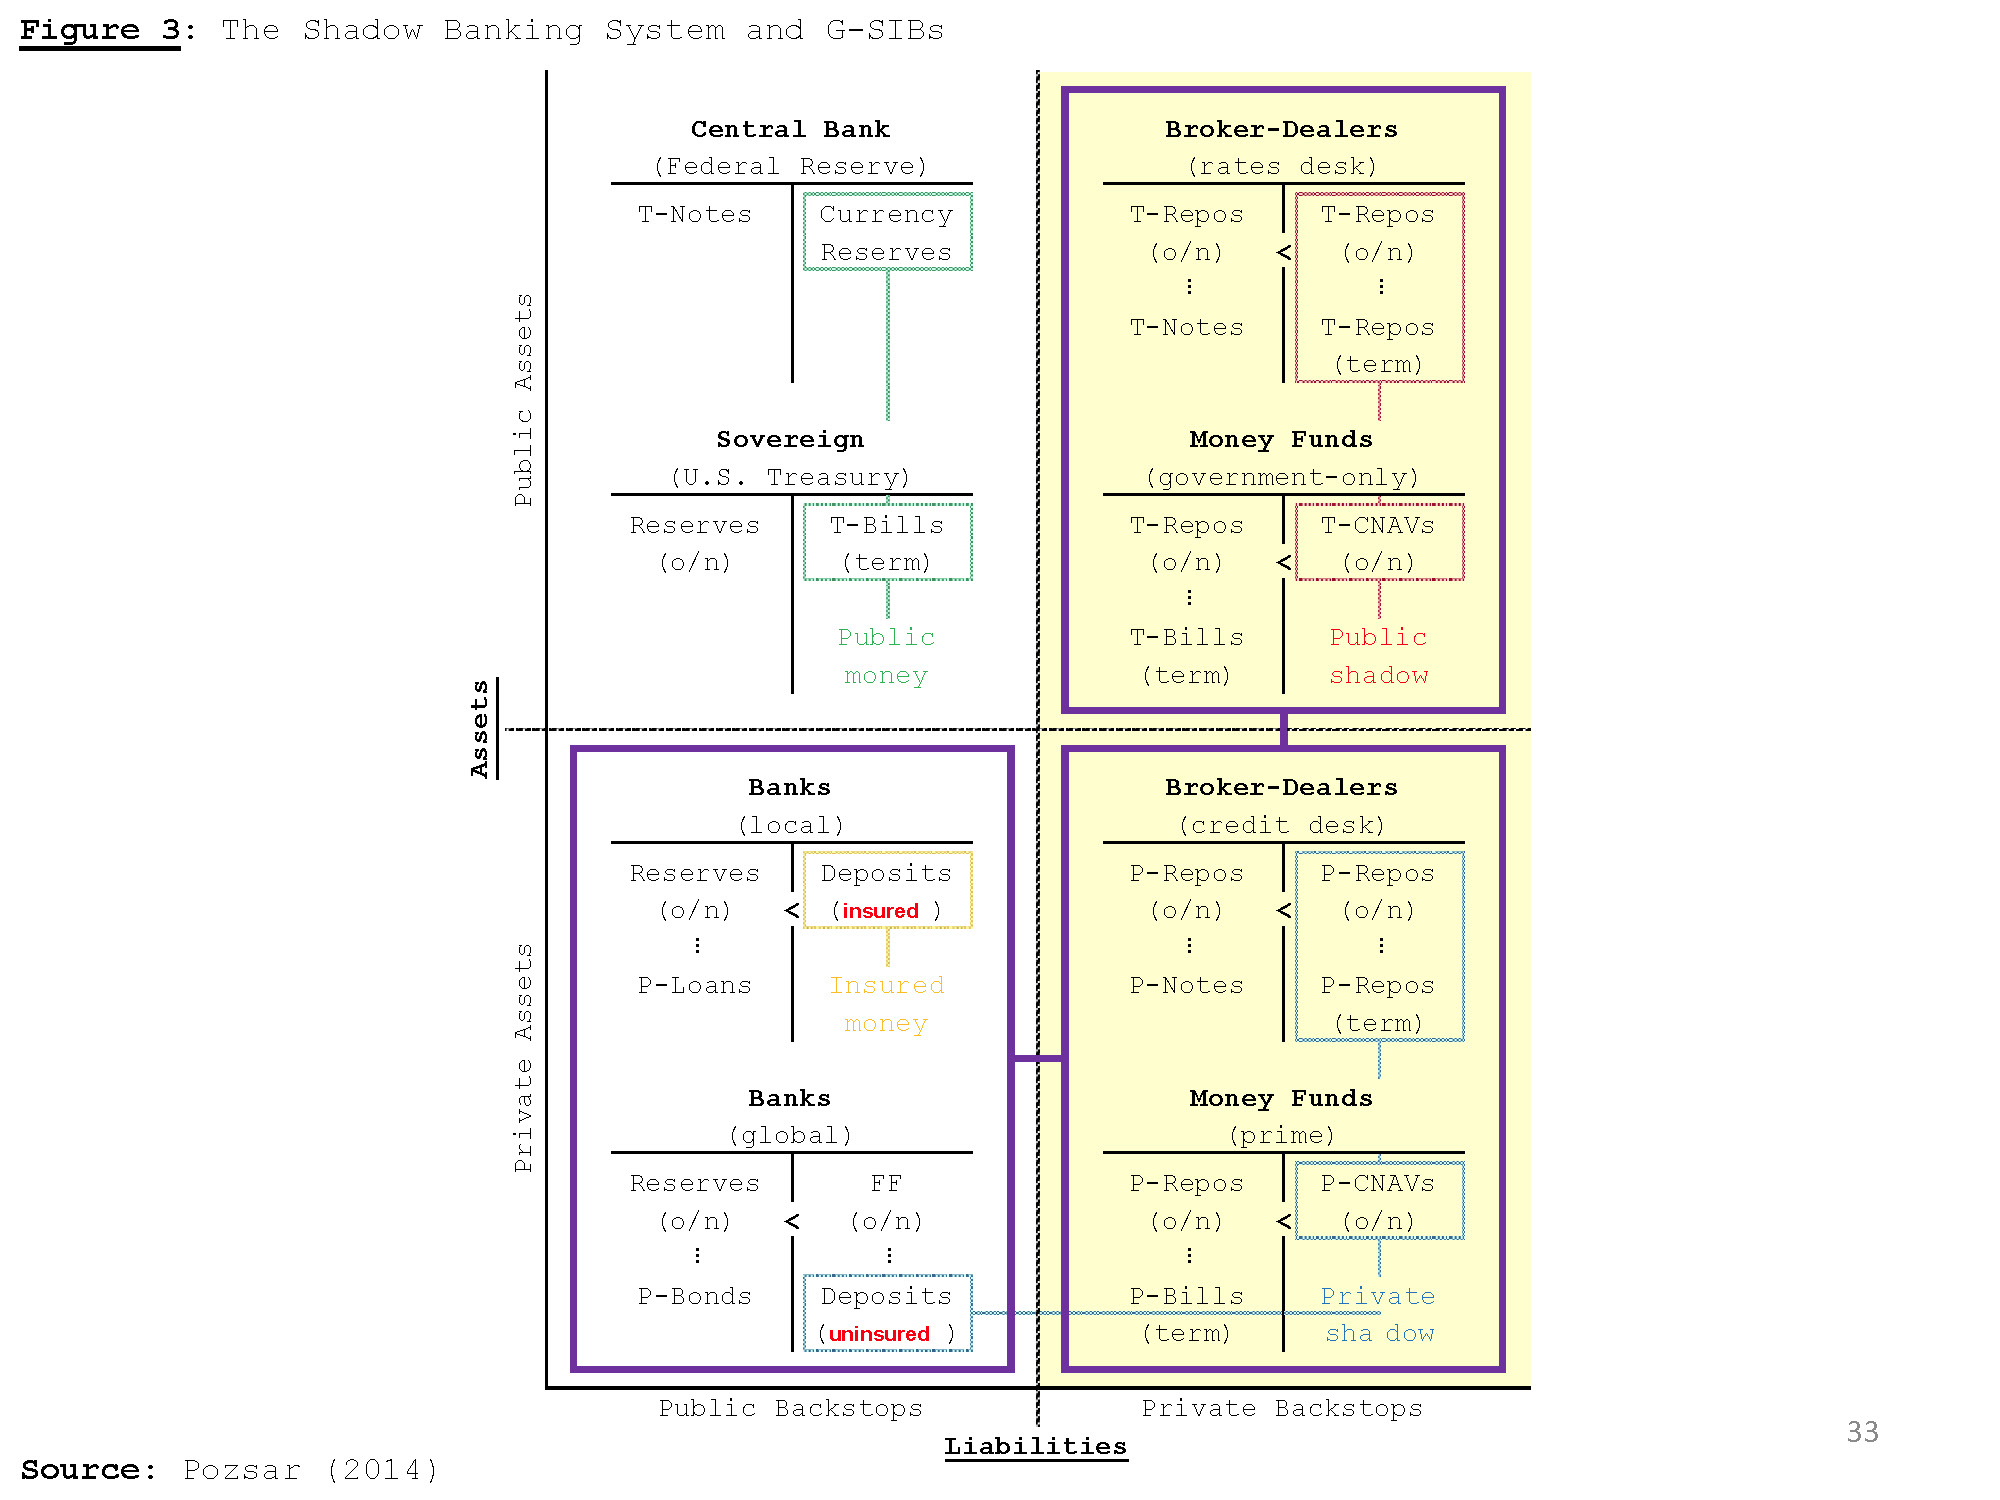 Figure 3: The Shadow Banking System and G-SIBs
Public Assets
Central Bank
(Federal Reserve)
T-Notes
Currency
Reserves
Sovereign
(U.S. Treasury)
Reserves
(o/n)
T-Bills
(term)
Public
money
Broker-Dealers
(rates desk)
T-Repos
(o/n)
⋮
T-Notes
<
T-Repos
(o/n)
⋮
T-Repos
(term)
Money Funds
(government-only)
T-Repos
(o/n)
⋮
T-Bills
(term)
<
T-CNAVs
(o/n)
Public
shadow
Assets
Private Assets
Banks
(local)
Reserves
(o/n)
⋮
P-Loans
<
Deposits
(insured )
Insured
money
Banks
(global)
Reserves
(o/n)
⋮
P-Bonds
<
FF
(o/n)
⋮
Deposits
(uninsured )
Broker-Dealers
(credit desk)
P-Repos
(o/n)
⋮
P-Notes
<
P-Repos
(o/n)
⋮
P-Repos
(term)
Money Funds
(prime)
P-Repos
(o/n)
⋮
P-Bills
(term)
<
P-CNAVs
(o/n)
Private
sha dow
Public Backstops
Private Backstops
Liabilities
33
Source: Pozsar (2014)